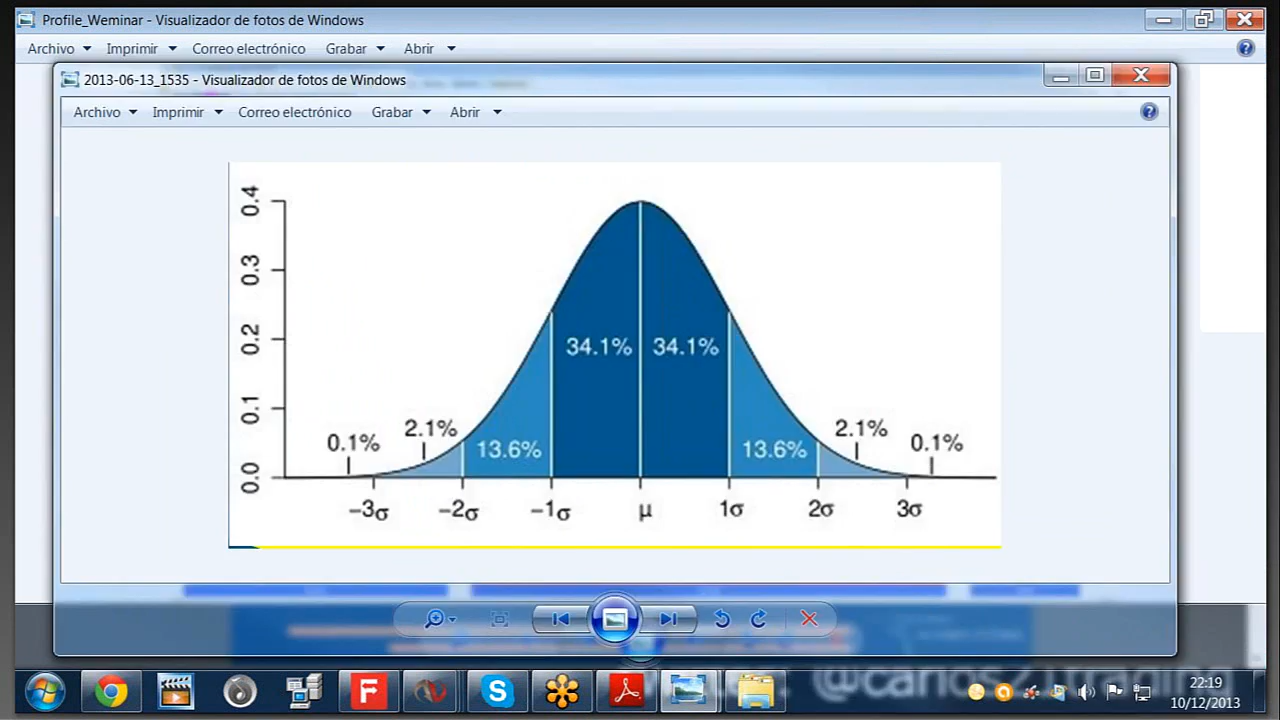 Profile_Weminar - Visualizador de fotos de Windows
Archivo Imprimir Correo electrónico Grabar Abrir
2013-06-13_1535 - Visualizador de fotos de Windows
Archivo Imprimir Correo electrónico Grabar Abrir
0.4
0.3
0.2
0.1
0.0
34.1% 34.1%
0.1% 2.1% 13.6% 13.6% 2.1% 0.1%
−3σ −2σ −1σ μ 1σ 2σ 3σ
22:19
10/12/2013